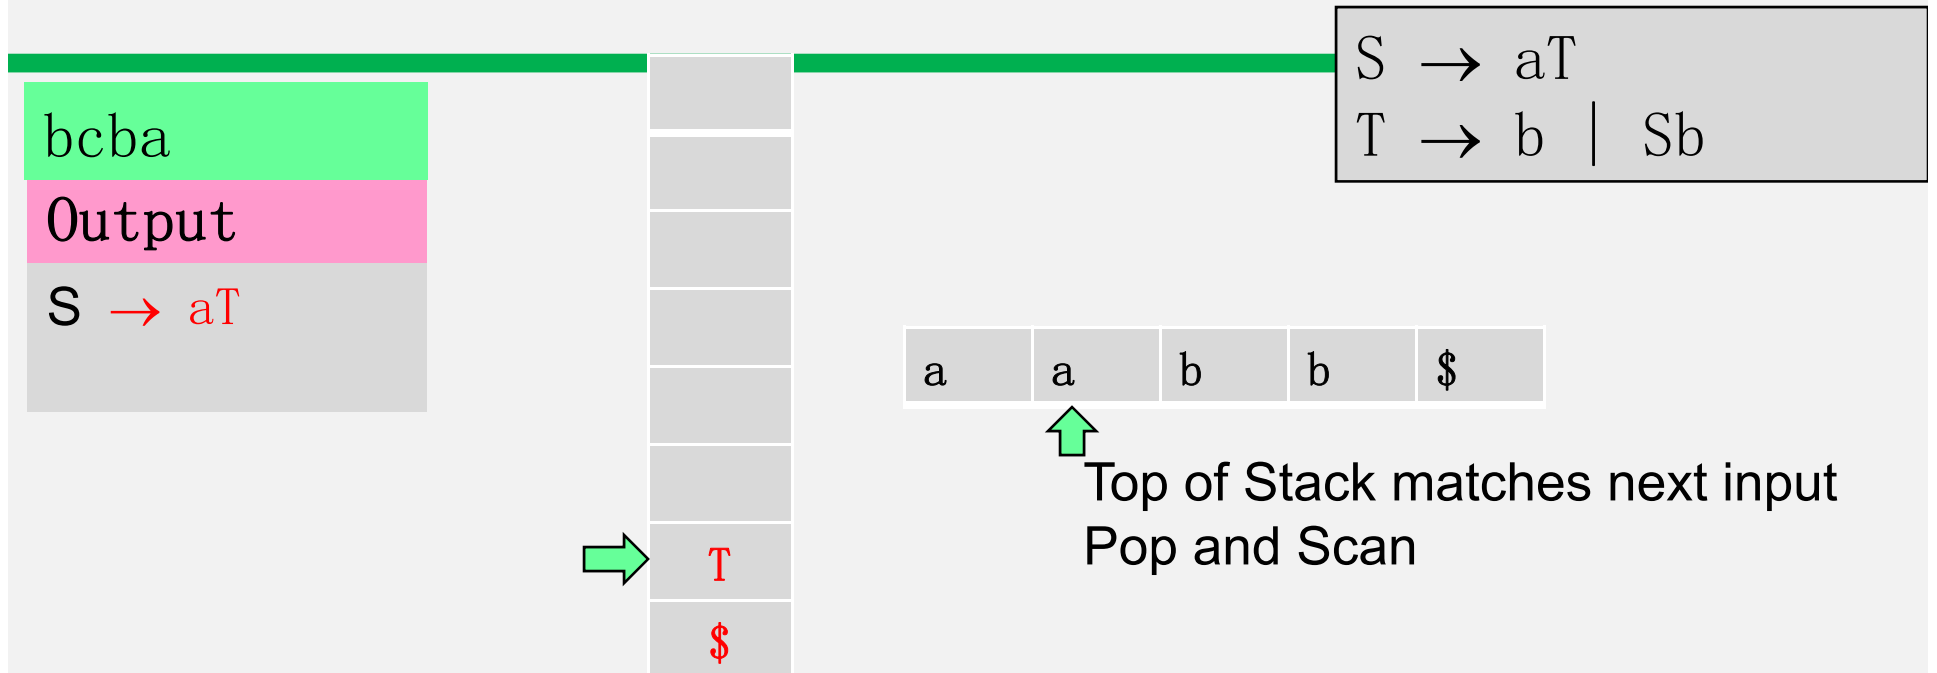 S → aT
T → b | Sb
bcba
Output
S → aT
a a b b $
Top of Stack matches next input
Pop and Scan
T
$